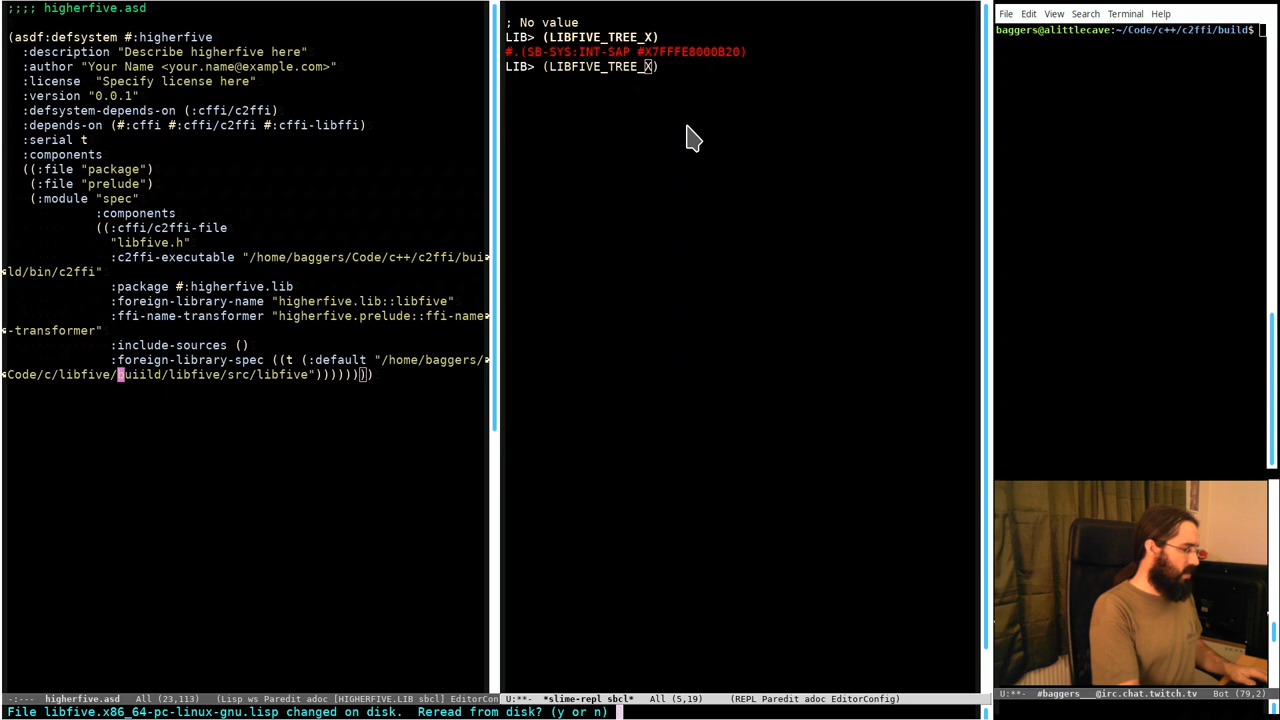 ;;;; higherfive.asd
(asdf:defsystem #:higherfive
:description "Describe higherfive here"
:author "Your Name <your.name@example.com>"
:license  "Specify license here"
:version "0.0.1"
:defsystem-depends-on (:cffi/c2ffi)
:depends-on (#:cffi #:cffi/c2ffi #:cffi-libffi)
:serial t
:components
((:file "package")
(:file "prelude")
(:module "spec"
:components
((:cffi/c2ffi-file
"libfive.h"
:c2ffi-executable "/home/baggers/Code/c++/c2ffi/bui
ld/bin/c2ffi"
:package #:higherfive.lib
:foreign-library-name "higherfive.lib::libfive"
:ffi-name-transformer "higherfive.prelude::ffi-name
-transformer"
:include-sources ()
:foreign-library-spec ((t (:default "/home/baggers/
Code/c/libfive/buiild/libfive/src/libfive"))))))))
-:---  higherfive.asd   All (23,113)   (Lisp ws Paredit adoc [HIGHERFIVE.LIB sbcl] EditorCon
File libfive.x86_64-pc-linux-gnu.lisp changed on disk.  Reread from disk? (y or n)
; No value
LIB> (LIBFIVE_TREE_X)
#.(SB-SYS:INT-SAP #X7FFFE8000B20)
LIB> (LIBFIVE_TREE_X)
U:**-  *slime-repl sbcl*   All (5,19)   (REPL Paredit adoc EditorConfig)
File Edit View Search Terminal Help
baggers@alittlecave:~/Code/c++/c2ffi/build$
U:**-  #baggers___@irc.chat.twitch.tv   Bot (79,2)